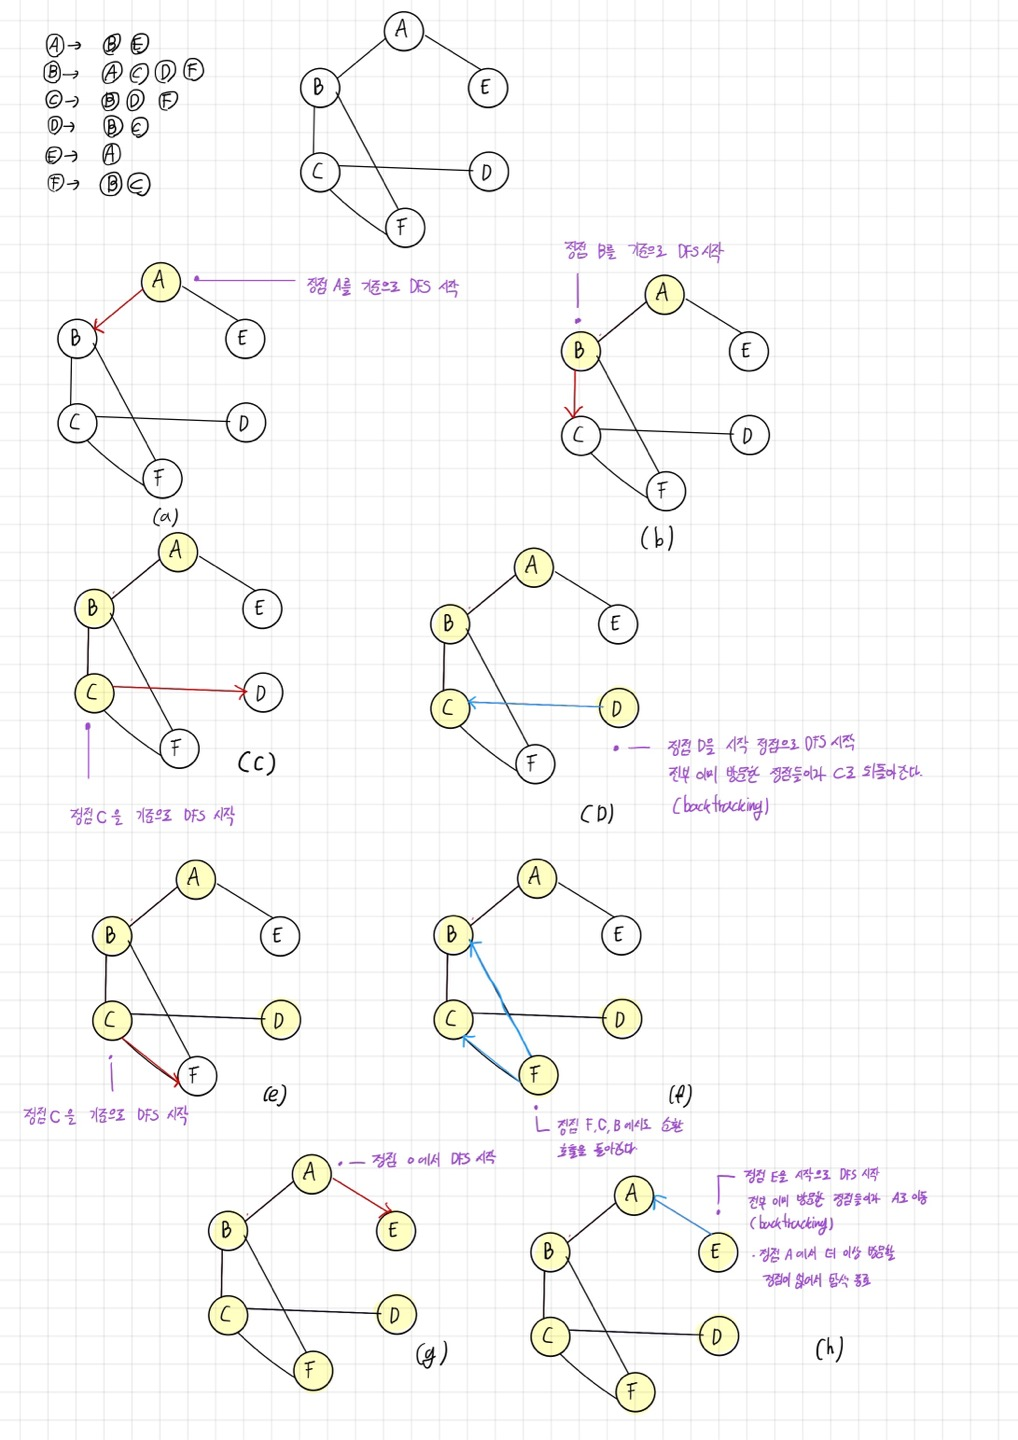 A → B E
B → A C D F
C → B D F
D → B C
E → A
F → B C
A
B
E
C
D
F
정점 A를 기준으로 DFS 시작
A
B
E
C
D
F
(a)
정점 B를 기준으로 DFS 시작
A
B
E
C
D
F
(b)
A
B
E
C
D
F
(c)
정점 C을 기준으로 DFS 시작
A
B
E
C
D
F
정점 D을 시작 정점으로 DFS 시작
전부 이미 방문한 정점들이라 C로 되돌아간다.
(backtracking)
(D)
A
B
E
C
D
F
(e)
정점 C을 기준으로 DFS 시작
A
B
E
C
D
F
(f)
정점 F, C, B 에서도 순환
호출을 돌아간다
정점 에서 DFS 시작
A
B
E
C
D
F
(g)
정점 E을 시작으로 DFS 시작
전부 이미 방문한 정점들이라 A로 이동
(backtracking)
· 정점 A에서 더 이상 방문할
정점이 없어서 탐색 종료
A
B
E
C
D
F
(h)